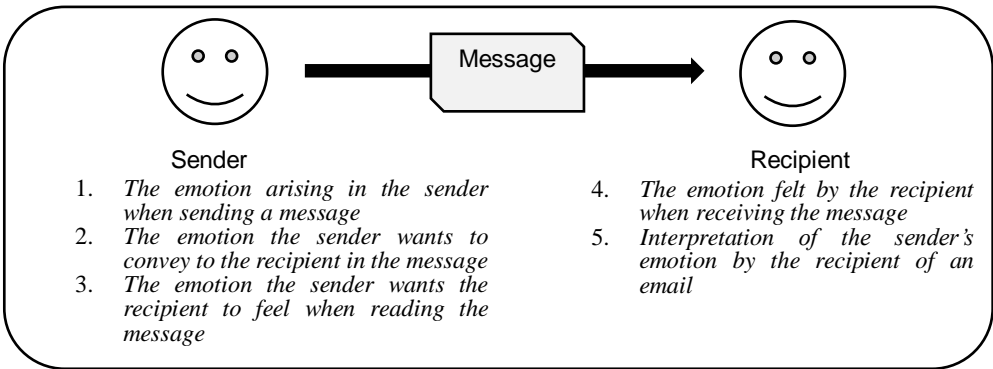 Message
Sender
1. The emotion arising in the sender
when sending a message
2. The emotion the sender wants to
convey to the recipient in the message
3. The emotion the sender wants the
recipient to feel when reading the
message
Recipient
4. The emotion felt by the recipient
when receiving the message
5. Interpretation of the sender's
emotion by the recipient of an
email